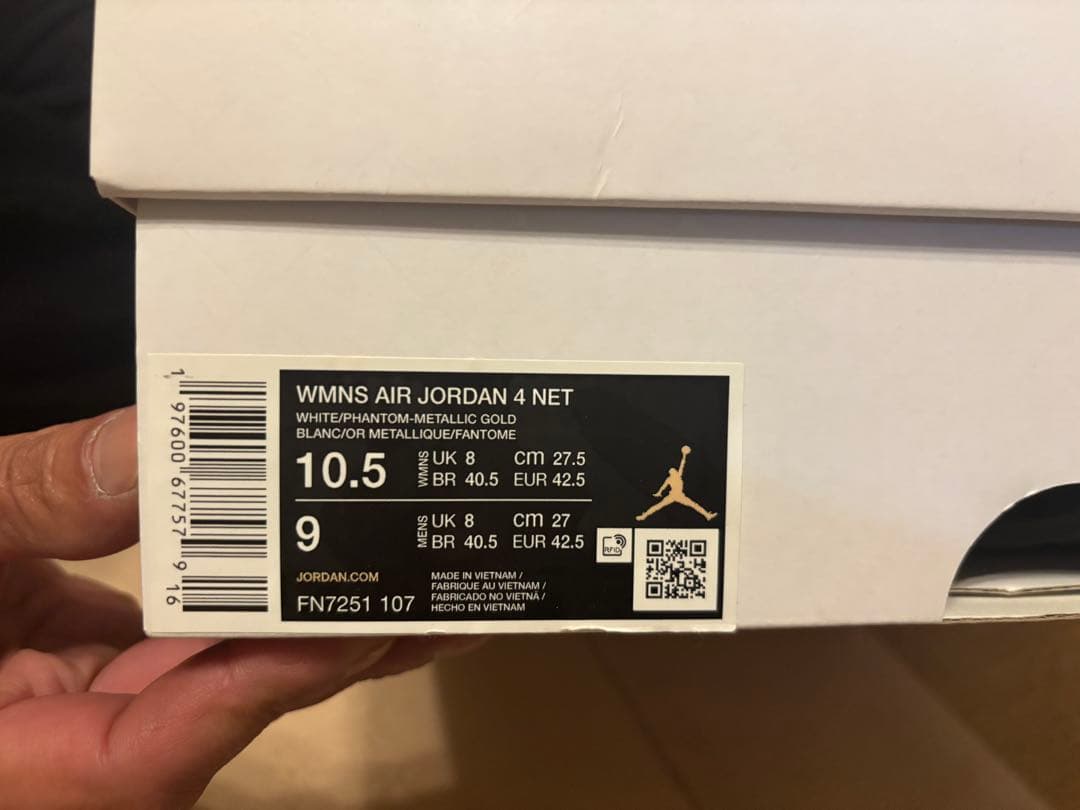 WMNS AIR JORDAN 4 NET
WHITE/PHANTOM-METALLIC GOLD
BLANC/OR METALLIQUE/FANTOME
10.5 WMNS UK 8 cm 27.5
BR 40.5 EUR 42.5
9 MENS UK 8 cm 27
BR 40.5 EUR 42.5
RFID
JORDAN.COM
FN7251 107
MADE IN VIETNAM /
FABRIQUE AU VIETNAM /
FABRICADO NO VIETNÃ /
HECHO EN VIETNAM
1 97600 67757 9 16